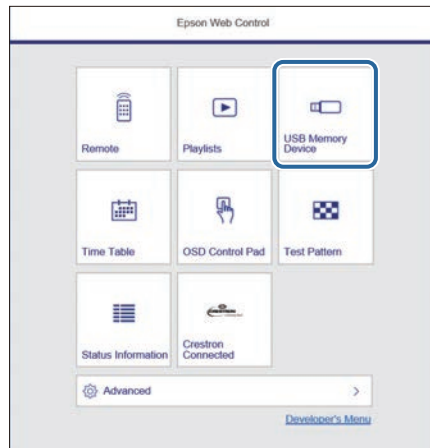 Epson Web Control
Remote
Playlists
USB Memory
Device
Time Table
OSD Control Pad
Test Pattern
CRESTRON
Status Information
Crestron
Connected
Advanced
Developer's Menu